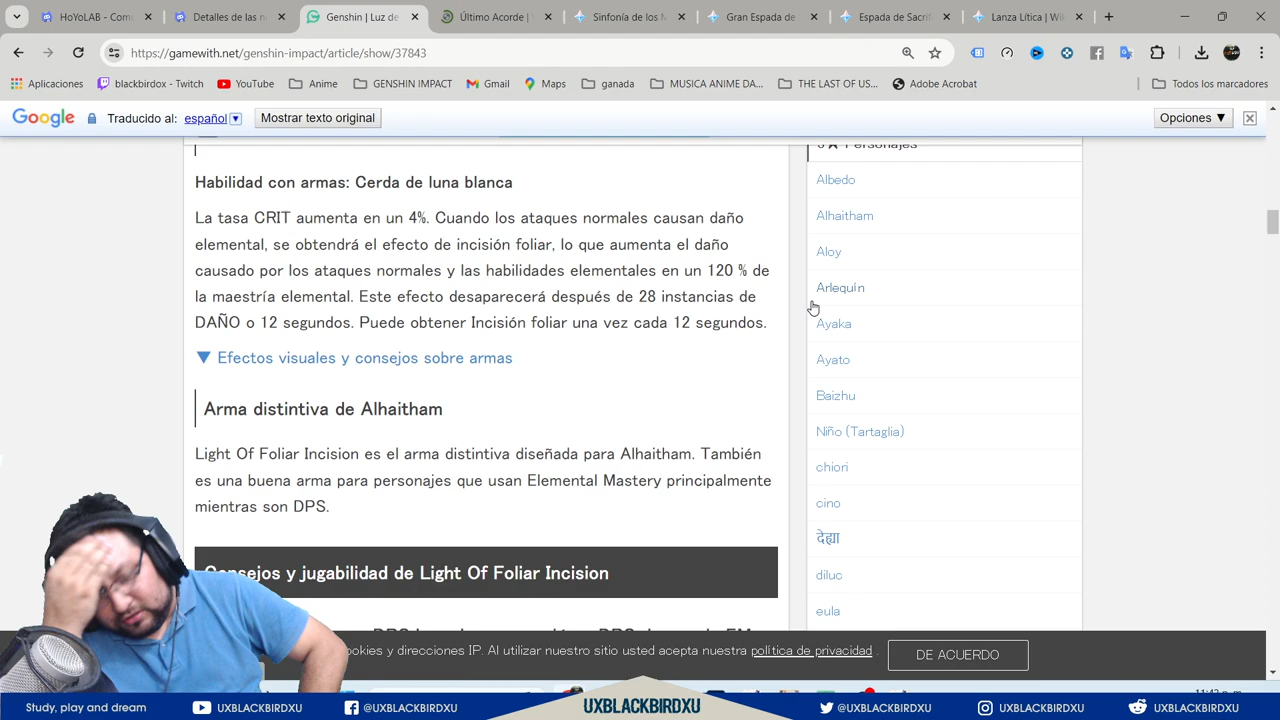 HoYoLAB - Com
Detalles de las n
Genshin | Luz de
Último Acorde |
Sinfonía de los
Gran Espada de
Espada de Sacrif
Lanza Lítica | Wi
https://gamewith.net/genshin-impact/article/show/37843
Aplicaciones
blackbirdox - Twitch
YouTube
Anime
GENSHIN IMPACT
Gmail
Maps
ganada
MUSICA ANIME DA...
THE LAST OF US...
Adobe Acrobat
Todos los marcadores
Google
Traducido al: español
Mostrar texto original
Opciones ▼
Personajes
Habilidad con armas: Cerda de luna blanca
La tasa CRIT aumenta en un 4%. Cuando los ataques normales causan daño
elemental, se obtendrá el efecto de incisión foliar, lo que aumenta el daño
causado por los ataques normales y las habilidades elementales en un 120 % de
la maestría elemental. Este efecto desaparecerá después de 28 instancias de
DAÑO o 12 segundos. Puede obtener Incisión foliar una vez cada 12 segundos.
▼ Efectos visuales y consejos sobre armas
Arma distintiva de Alhaitham
Light Of Foliar Incision es el arma distintiva diseñada para Alhaitham. También
es una buena arma para personajes que usan Elemental Mastery principalmente
mientras son DPS.
Consejos y jugabilidad de Light Of Foliar Incision
Albedo
Alhaitham
Aloy
Arlequín
Ayaka
Ayato
Baizhu
Niño (Tartaglia)
chiori
cino
देह्या
diluc
eula
ookies y direcciones IP. Al utilizar nuestro sitio usted acepta nuestra política de privacidad .
DE ACUERDO
Study, play and dream
UXBLACKBIRDXU
@UXBLACKBIRDXU
UXBLACKBIRDXU
@UXBLACKBIRDXU
UXBLACKBIRDXU
UXBLACKBIRDXU